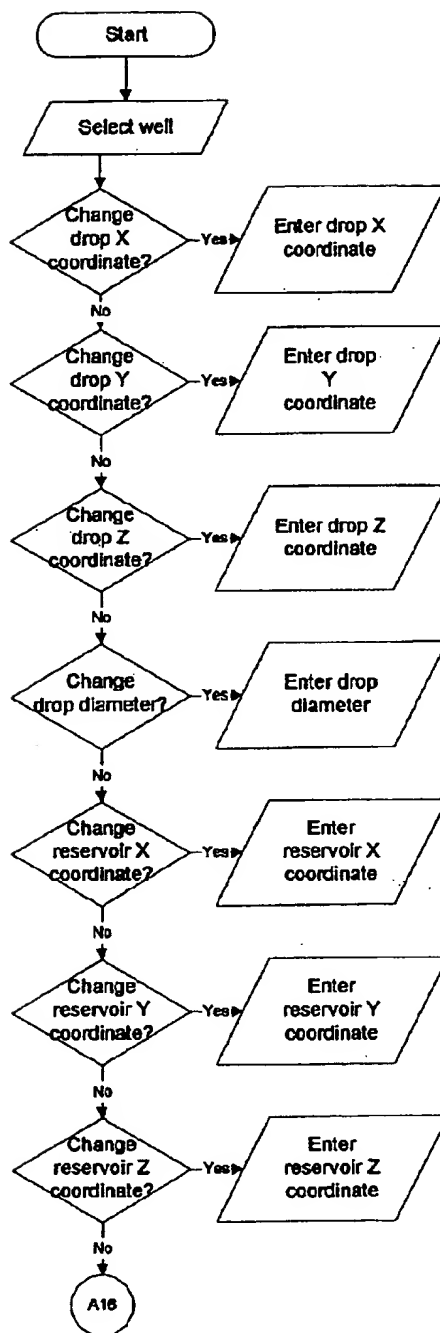 Start
Select well
Change
drop X
coordinate?
Yes
Enter drop X
coordinate
No
Change
drop Y
coordinate?
Yes
Enter drop
Y
coordinate
No
Change
drop Z
coordinate?
Yes
Enter drop Z
coordinate
No
Change
drop diameter?
Yes
Enter drop
diameter
No
Change
reservoir X
coordinate?
Yes
Enter
reservoir X
coordinate
No
Change
reservoir Y
coordinate?
Yes
Enter
reservoir Y
coordinate
No
Change
reservoir Z
coordinate?
Yes
Enter
reservoir Z
coordinate
No
A16